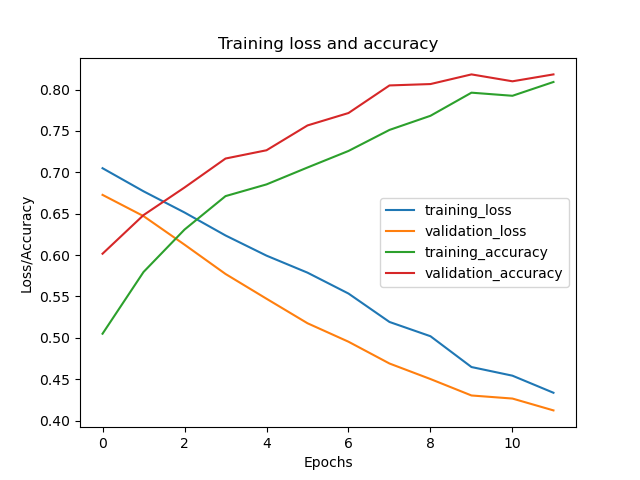 Training loss and accuracy
Loss/Accuracy
0.80
0.75
0.70
0.65
0.60
0.55
0.50
0.45
0.40
training_loss
validation_loss
training_accuracy
validation_accuracy
0 2 4 6 8 10
Epochs